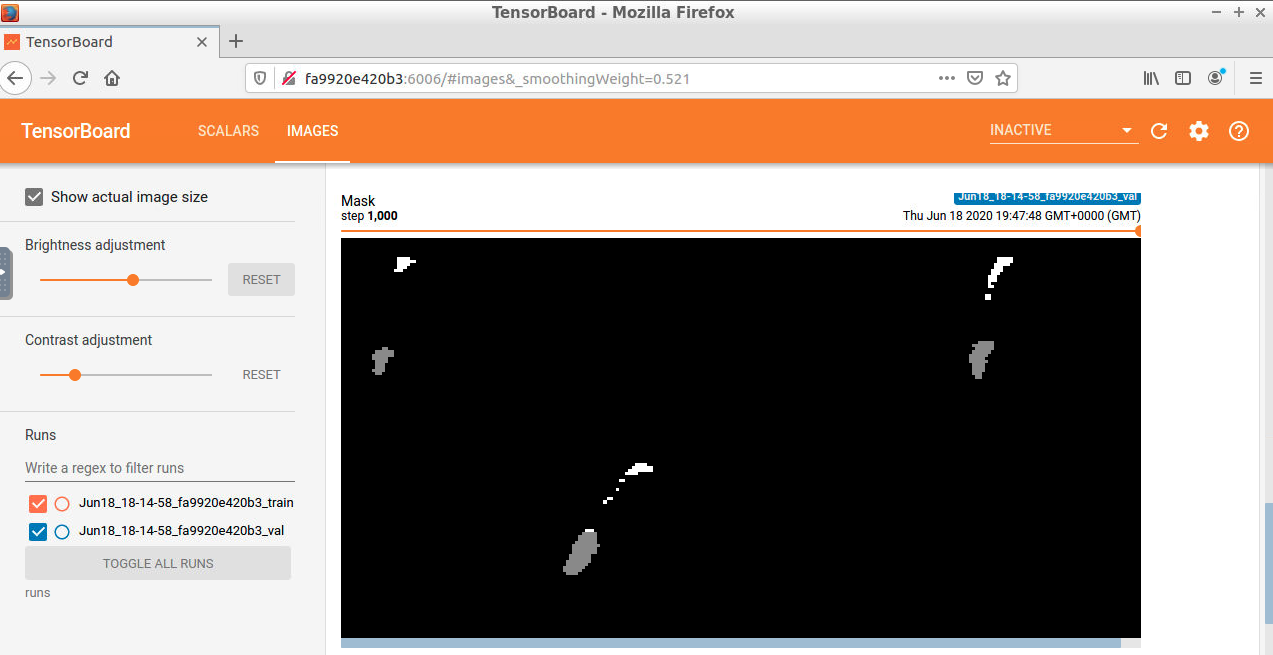 TensorBoard - Mozilla Firefox
TensorBoard
fa9920e420b3:6006/#images&_smoothingWeight=0.521
TensorBoard SCALARS IMAGES INACTIVE
Show actual image size
Brightness adjustment
RESET
Contrast adjustment
RESET
Runs
Write a regex to filter runs
Jun18_18-14-58_fa9920e420b3_train
Jun18_18-14-58_fa9920e420b3_val
TOGGLE ALL RUNS
runs
Mask
Jun18_18-14-58_fa9920e420b3_val
step 1,000
Thu Jun 18 2020 19:47:48 GMT+0000 (GMT)